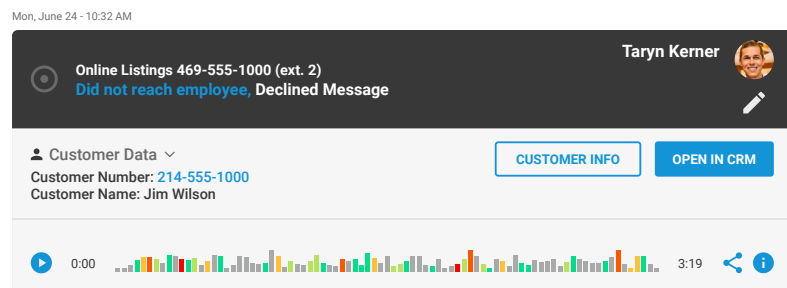 Mon, June 24 - 10:32 AM
Taryn Kerner
Online Listings 469-555-1000 (ext. 2)
Did not reach employee, Declined Message
Customer Data
CUSTOMER INFO
OPEN IN CRM
Customer Number: 214-555-1000
Customer Name: Jim Wilson
0:00
3:19